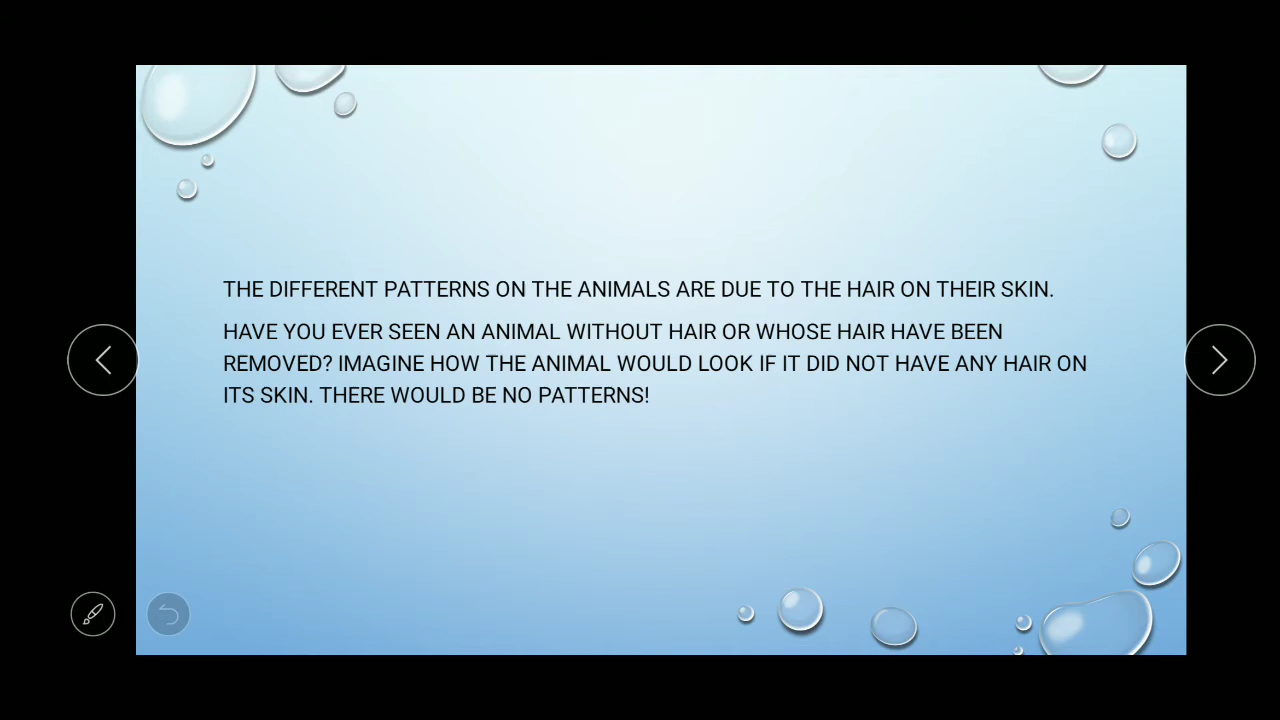 THE DIFFERENT PATTERNS ON THE ANIMALS ARE DUE TO THE HAIR ON THEIR SKIN.
HAVE YOU EVER SEEN AN ANIMAL WITHOUT HAIR OR WHOSE HAIR HAVE BEEN
REMOVED? IMAGINE HOW THE ANIMAL WOULD LOOK IF IT DID NOT HAVE ANY HAIR ON
ITS SKIN. THERE WOULD BE NO PATTERNS!